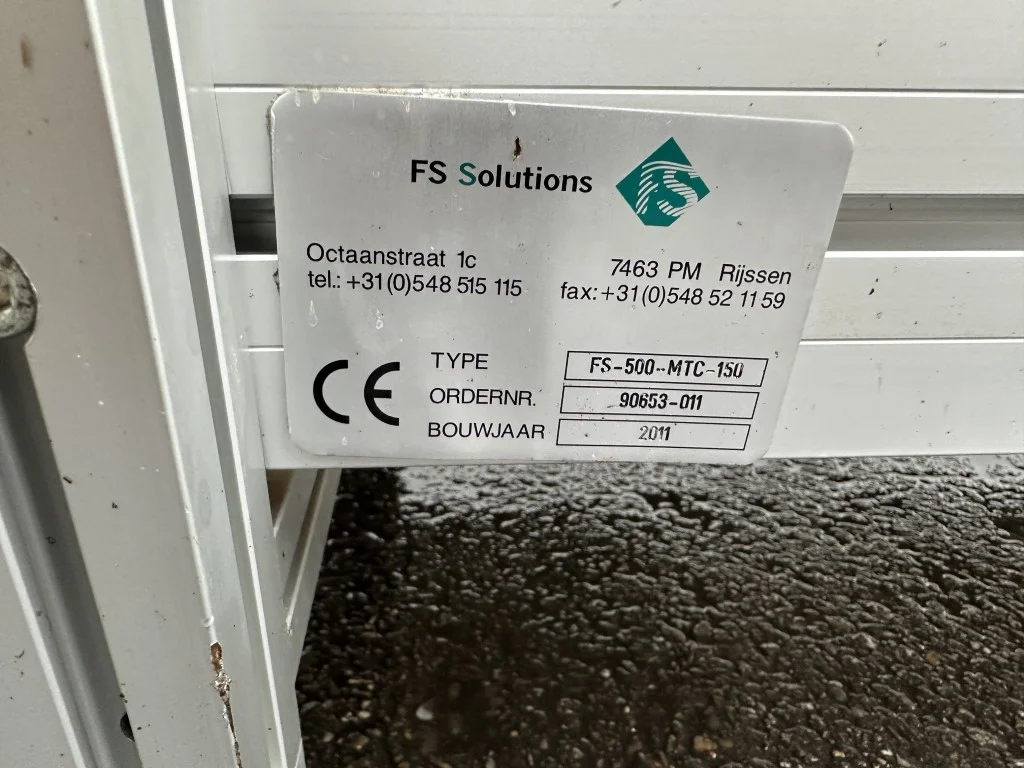 FS Solutions
FS
Octaanstraat 1c
7463 PM Rijssen
tel.: +31(0)548 515 115
fax:+31(0)548 52 11 59
CE
TYPE FS-500-MTC-150
ORDERNR. 90653-011
BOUWJAAR 2011